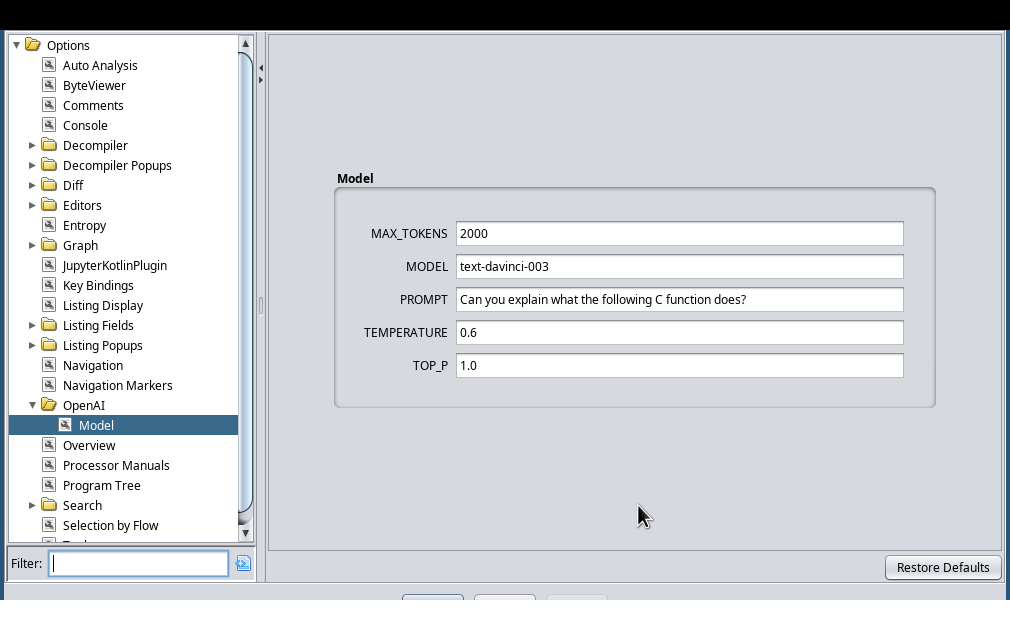 Options
Auto Analysis
ByteViewer
Comments
Console
Decompiler
Decompiler Popups
Diff
Editors
Entropy
Graph
JupyterKotlinPlugin
Key Bindings
Listing Display
Listing Fields
Listing Popups
Navigation
Navigation Markers
OpenAI
Model
Overview
Processor Manuals
Program Tree
Search
Selection by Flow
Filter:
Model
MAX_TOKENS 2000
MODEL text-davinci-003
PROMPT Can you explain what the following C function does?
TEMPERATURE 0.6
TOP_P 1.0
Restore Defaults